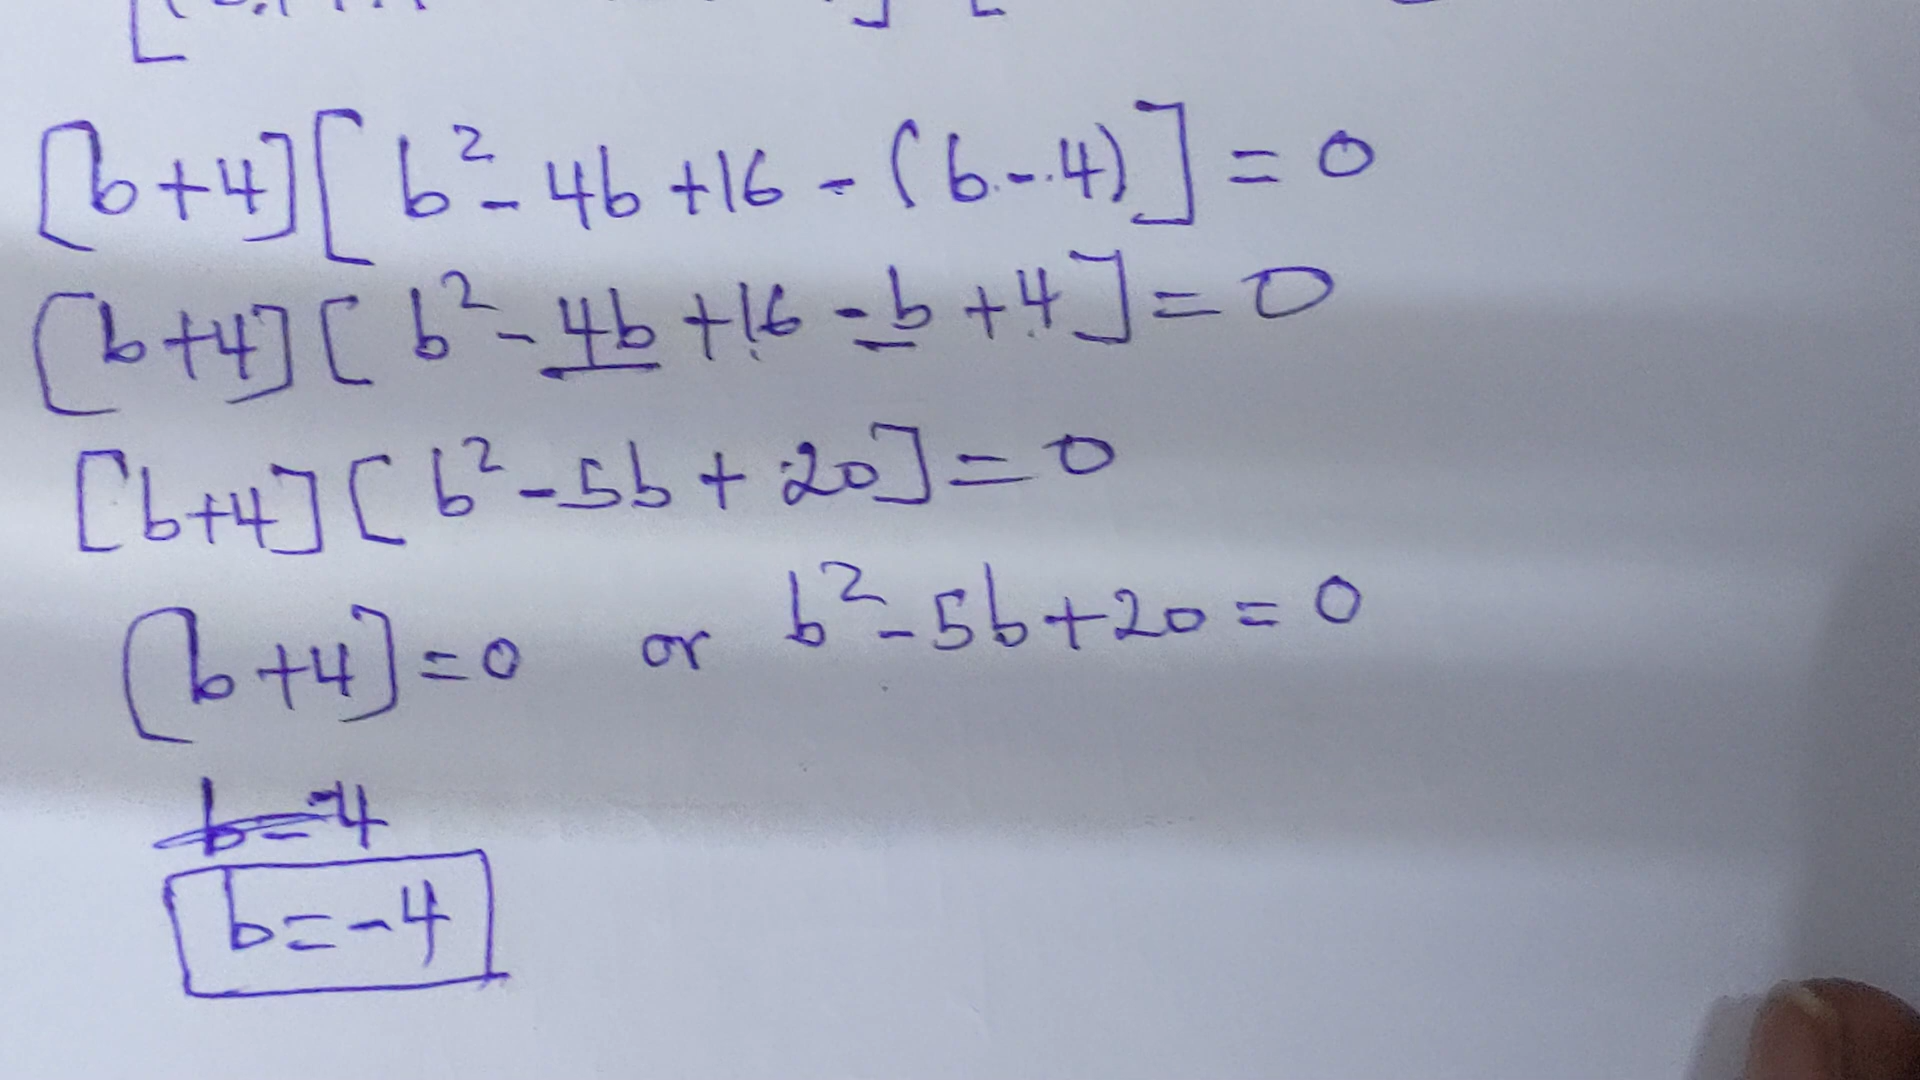 [b+4][b²-4b+16-(b-4)]=0
[b+4][b²-4b+16-b+4]=0
[b+4][b²-5b+20]=0
[b+4]=0 or b²-5b+20=0
b=-4
b=-4